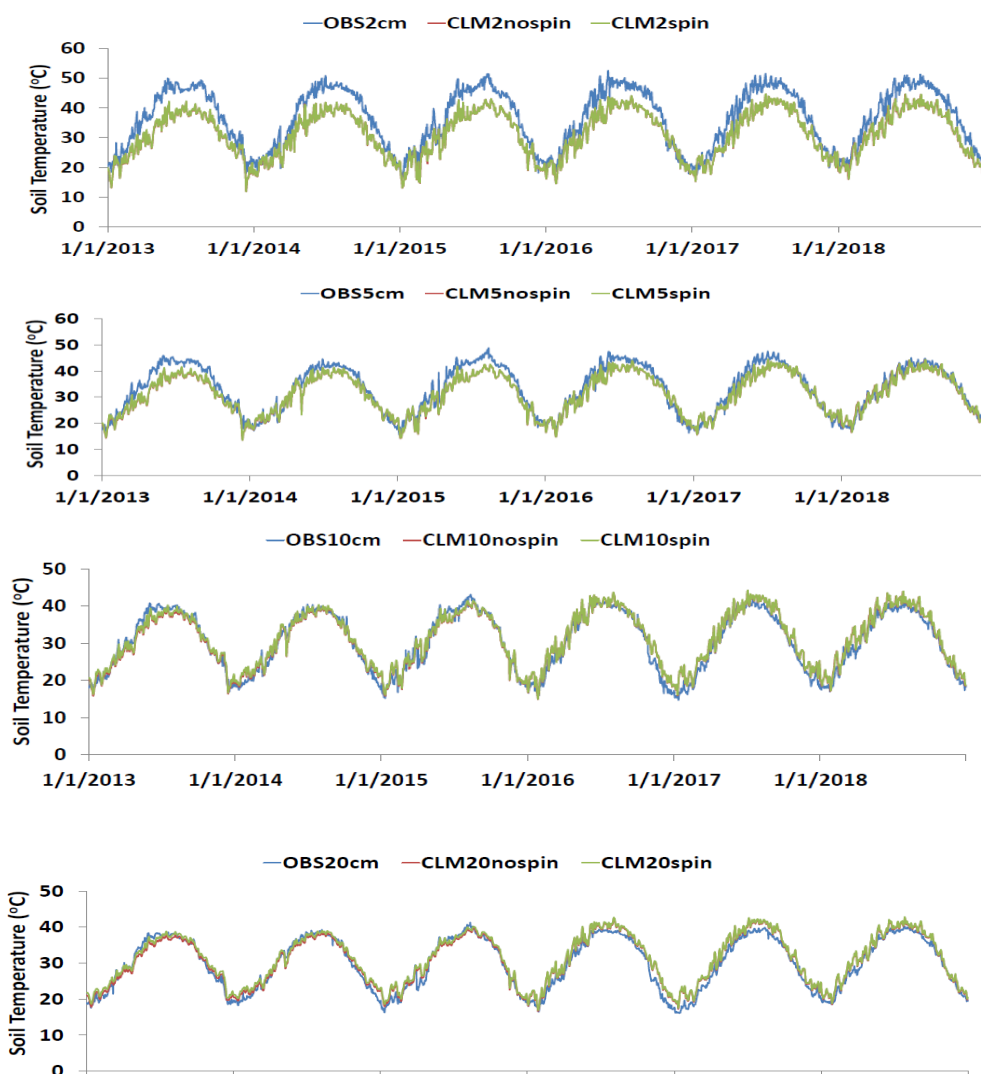 OBS2cm CLM2nospin CLM2spin
Soil Temperature (ºC)
60
50
40
30
20
10
0
1/1/2013 1/1/2014 1/1/2015 1/1/2016 1/1/2017 1/1/2018
OBS5cm CLM5nospin CLM5spin
Soil Temperature (ºC)
60
50
40
30
20
10
0
1/1/2013 1/1/2014 1/1/2015 1/1/2016 1/1/2017 1/1/2018
OBS10cm CLM10nospin CLM10spin
Soil Temperature (ºC)
50
40
30
20
10
0
1/1/2013 1/1/2014 1/1/2015 1/1/2016 1/1/2017 1/1/2018
OBS20cm CLM20nospin CLM20spin
Soil Temperature (ºC)
50
40
30
20
10
0